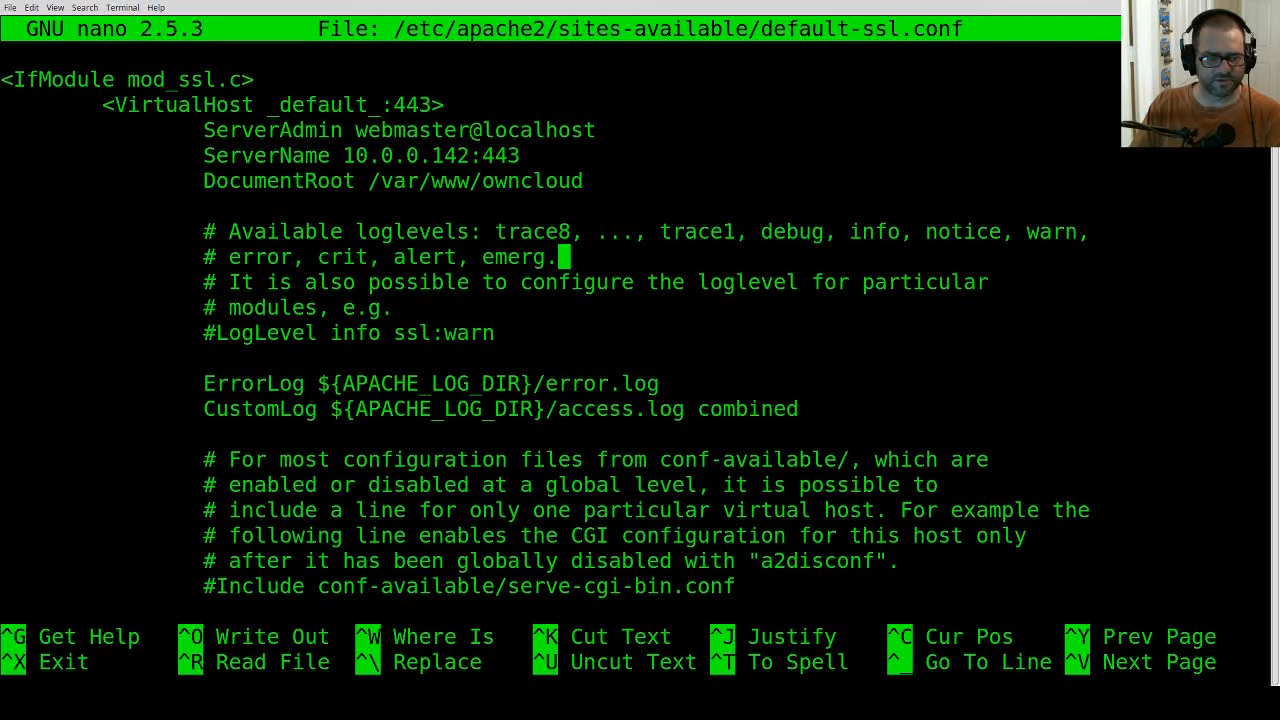 File Edit View Search Terminal Help
GNU nano 2.5.3 File: /etc/apache2/sites-available/default-ssl.conf
<IfModule mod_ssl.c>
<VirtualHost _default_:443>
ServerAdmin webmaster@localhost
ServerName 10.0.0.142:443
DocumentRoot /var/www/owncloud
# Available loglevels: trace8, ..., trace1, debug, info, notice, warn,
# error, crit, alert, emerg.
# It is also possible to configure the loglevel for particular
# modules, e.g.
#LogLevel info ssl:warn
ErrorLog ${APACHE_LOG_DIR}/error.log
CustomLog ${APACHE_LOG_DIR}/access.log combined
# For most configuration files from conf-available/, which are
# enabled or disabled at a global level, it is possible to
# include a line for only one particular virtual host. For example the
# following line enables the CGI configuration for this host only
# after it has been globally disabled with "a2disconf".
#Include conf-available/serve-cgi-bin.conf
^G Get Help ^O Write Out ^W Where Is ^K Cut Text ^J Justify ^C Cur Pos ^Y Prev Page
^X Exit ^R Read File ^\ Replace ^U Uncut Text ^T To Spell ^_ Go To Line ^V Next Page